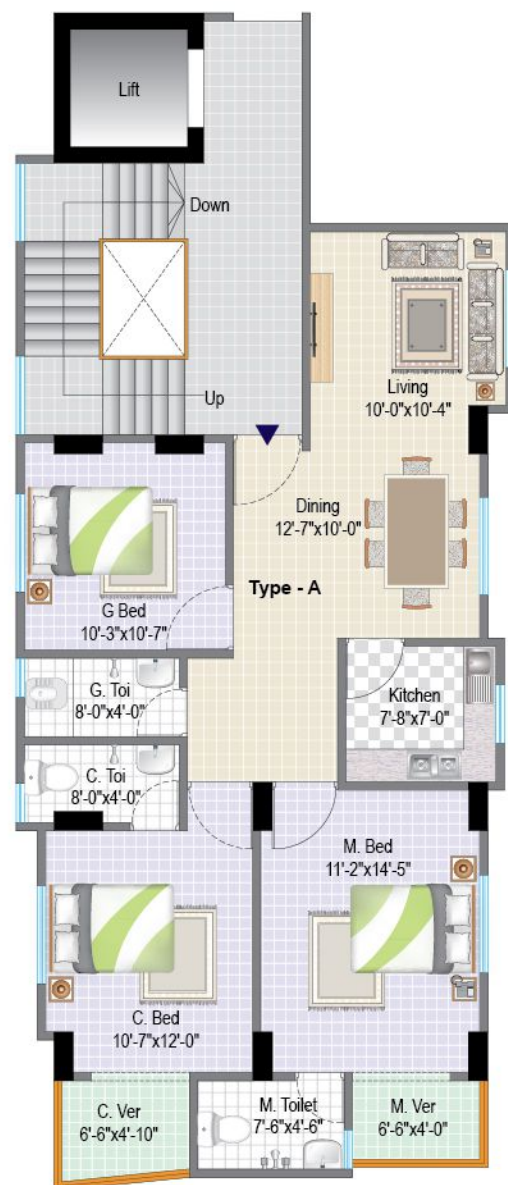 Lift
Down
Up
Living
10'-0"x10'-4"
Dining
12'-7"x10'-0"
Type - A
G Bed
10'-3"x10'-7"
G. Toi
8'-0"x4'-0"
Kitchen
7'-8"x7'-0"
C. Toi
8'-0"x4'-0"
M. Bed
11'-2"x14'-5"
C. Bed
10'-7"x12'-0"
C. Ver
6'-6"x4'-10"
M. Toilet
7'-6"x4'-6"
M. Ver
6'-6"x4'-0"